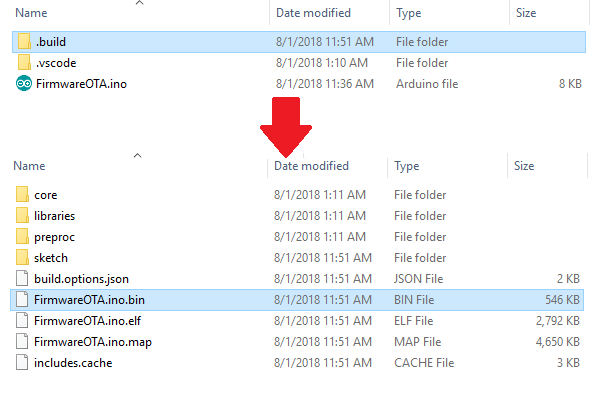 Name Date modified Type Size
.build 8/1/2018 11:51 AM File folder
.vscode 8/1/2018 1:10 AM File folder
FirmwareOTA.ino 8/1/2018 11:36 AM Arduino file 8 KB
Name Date modified Type Size
core 8/1/2018 1:11 AM File folder
libraries 8/1/2018 1:11 AM File folder
preproc 8/1/2018 1:11 AM File folder
sketch 8/1/2018 11:51 AM File folder
build.options.json 8/1/2018 11:51 AM JSON File 2 KB
FirmwareOTA.ino.bin 8/1/2018 11:51 AM BIN File 546 KB
FirmwareOTA.ino.elf 8/1/2018 11:51 AM ELF File 2,792 KB
FirmwareOTA.ino.map 8/1/2018 11:51 AM MAP File 4,650 KB
includes.cache 8/1/2018 11:51 AM CACHE File 3 KB